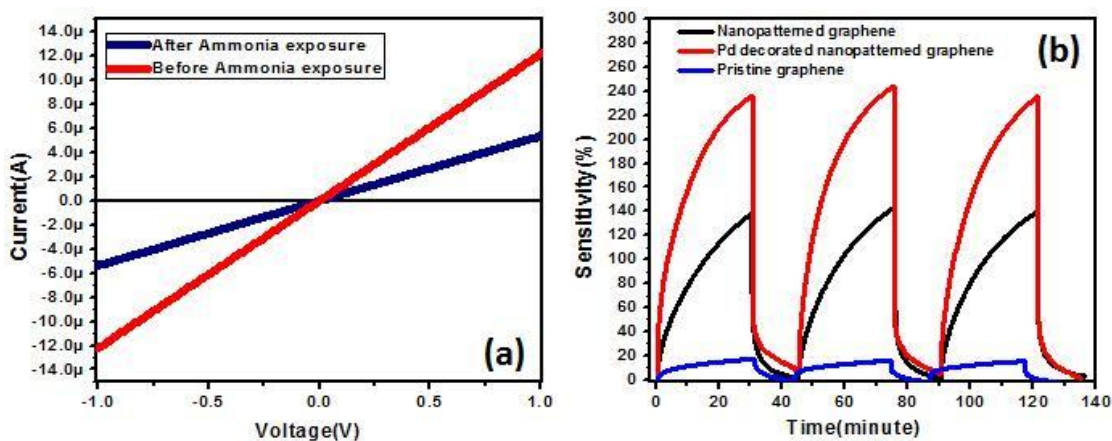 12.0µ
10.0µ
8.0µ
6.0µ
4.0µ
2.0µ
0.0
-2.0µ
-4.0µ
-6.0µ
-8.0µ
-10.0µ
-12.0µ
-14.0µ
Current(A)
After Ammonia exposure
Before Ammonia exposure
(a)
-1.0 -0.5 0.0 0.5 1.0
Voltage(V)
300
280
260
240
220
200
180
160
140
120
100
80
60
40
20
0
Sensitivity(%)
Nanopatterned graphene
Pd decorated nanopatterned graphene
Pristine graphene
(b)
0 20 40 60 80 100 120 140
Time(minute)